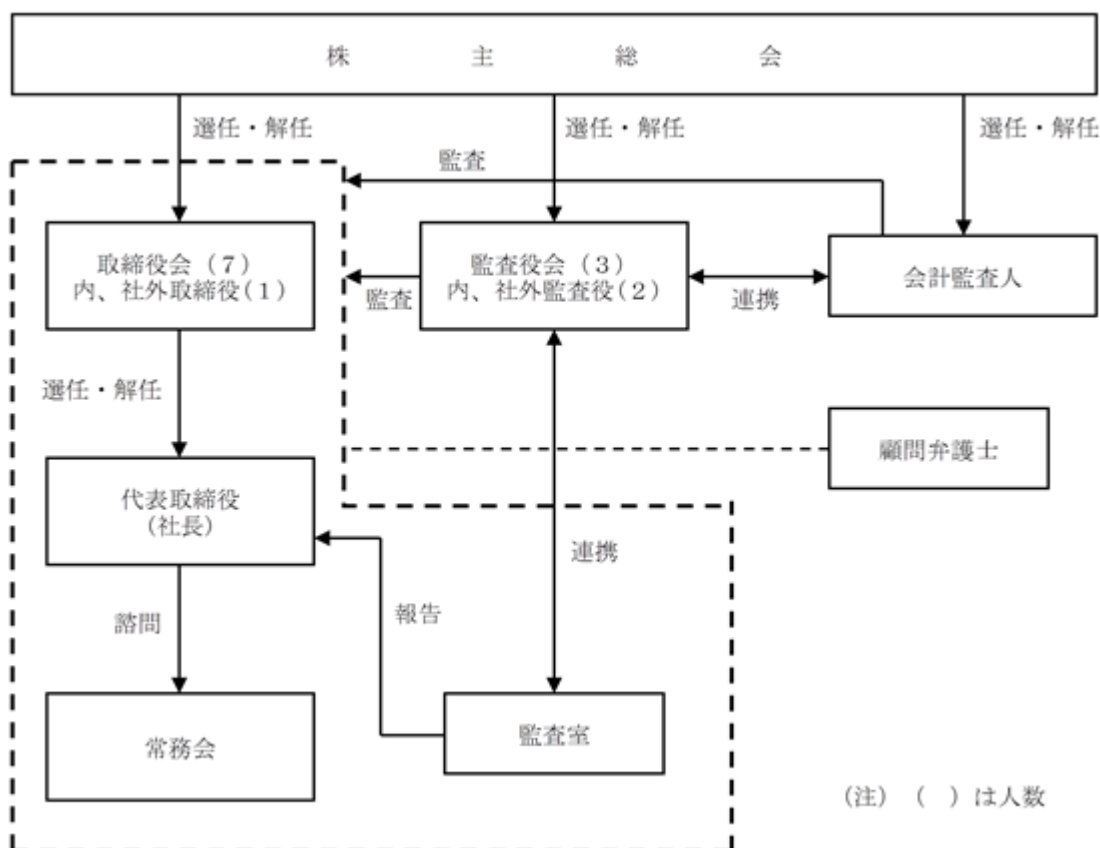 株主総会
選任・解任
選任・解任
選任・解任
監査
取締役会（7）
内、社外取締役(1)
監査
監査役会（3）
内、社外監査役(2)
連携
会計監査人
選任・解任
顧問弁護士
代表取締役
(社長)
連携
報告
諮問
常務会
監査室
(注) （ ）は人数